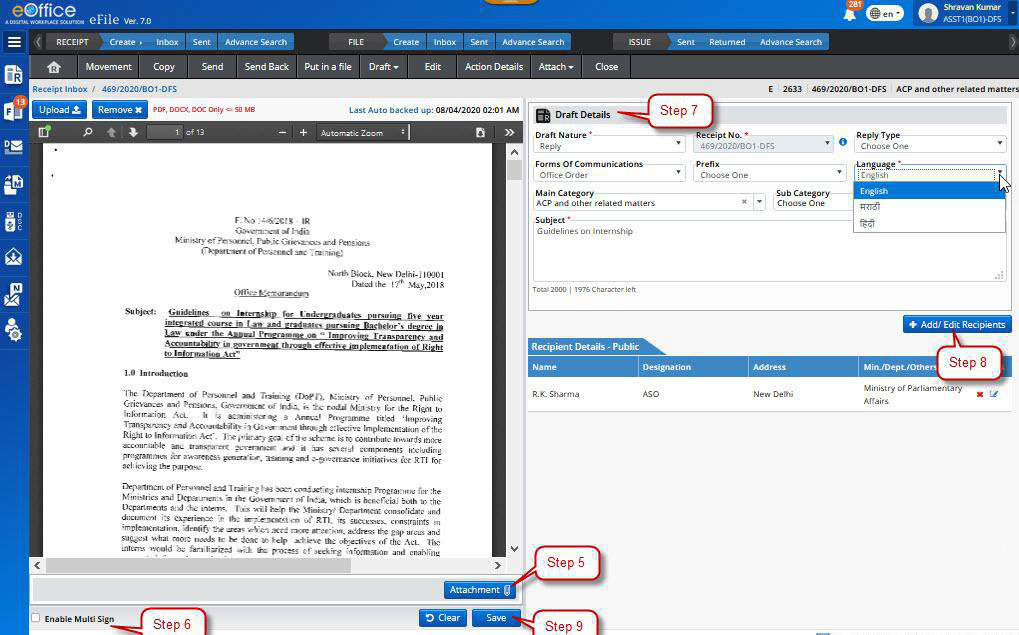 281
eOffice
A DIGITAL WORKPLACE SOLUTION
eFile Ver. 7.0
en
Shravan Kumar
ASST1(BO1)-DFS
RECEIPT Create Inbox Sent Advance Search
FILE Create Inbox Sent Advance Search
ISSUE Sent Returned Advance Search
Movement Copy Send Send Back Put in a file Draft Edit Action Details Attach Close
Receipt Inbox / 469/2020/BO1-DFS
E 2633 469/2020/BO1-DFS ACP and other related matters
13
Upload Remove × PDF, DOCX, DOC Only <= 50 MB
Last Auto backed up: 08/04/2020 02:01 AM
1 of 13 Automatic Zoom
F. No 14/6/2018 – IR
Government of India
Ministry of Personnel, Public Grievances and Pensions
(Department of Personnel and Training)
North Block, New Delhi-110001
Dated the 17th May,2018
Office Memorandum
Subject: Guidelines on Internship for Undergraduates pursuing five year
integrated course in Law and graduates pursuing Bachelor's degree in
Law under the Annual Programme on " Improving Transparency and
Accountability in government through effective implementation of Right
to Information Act"
1.0 Introduction
The Department of Personnel and Training (DoPT), Ministry of Personnel, Public
Grievances and Pensions, Government of India, is the nodal Ministry for the Right to
Information Act. It is administering a Annual Programme titled 'Improving
Transparency and Accountability in Government through effective Implementation of the
Right to Information Act'. The primary goal of the scheme is to contribute towards more
accountable and transparent government and it has several components including
programmes for awareness generation, training and e-governance initiatives for RTI for
achieving the purpose.
Department of Personnel and Training has been conducting internship Programme for the
Ministries and Departments in the Government of India, which is beneficial both to the
Departments and the interns. This will help the Ministry/ Department consolidate and
document its experience in the implementation of RTI, its successes, constraints in
implementation, identify the areas which need more attention, address the gap areas and
suggest what more needs to be done to help achieve the objectives of the Act. The
interns would be familiarized with the process of seeking information and enabling
Attachment
Step 5
Enable Multi Sign
Step 6
Clear Save
Step 9
Draft Details
Step 7
Draft Nature * Receipt No. * Reply Type
Reply 469/2020/BO1-DFS Choose One
Forms Of Communications Prefix Language *
Office Order Choose One English
English
मराठी
हिंदी
Main Category Sub Category
ACP and other related matters × Choose One
Subject *
Guidelines on Internship
Total 2000 | 1976 Character left
+ Add/ Edit Recipients
Step 8
Recipient Details - Public
Name Designation Address Min./Dept./Others
R.K. Sharma ASO New Delhi Ministry of Parliamentary
Affairs